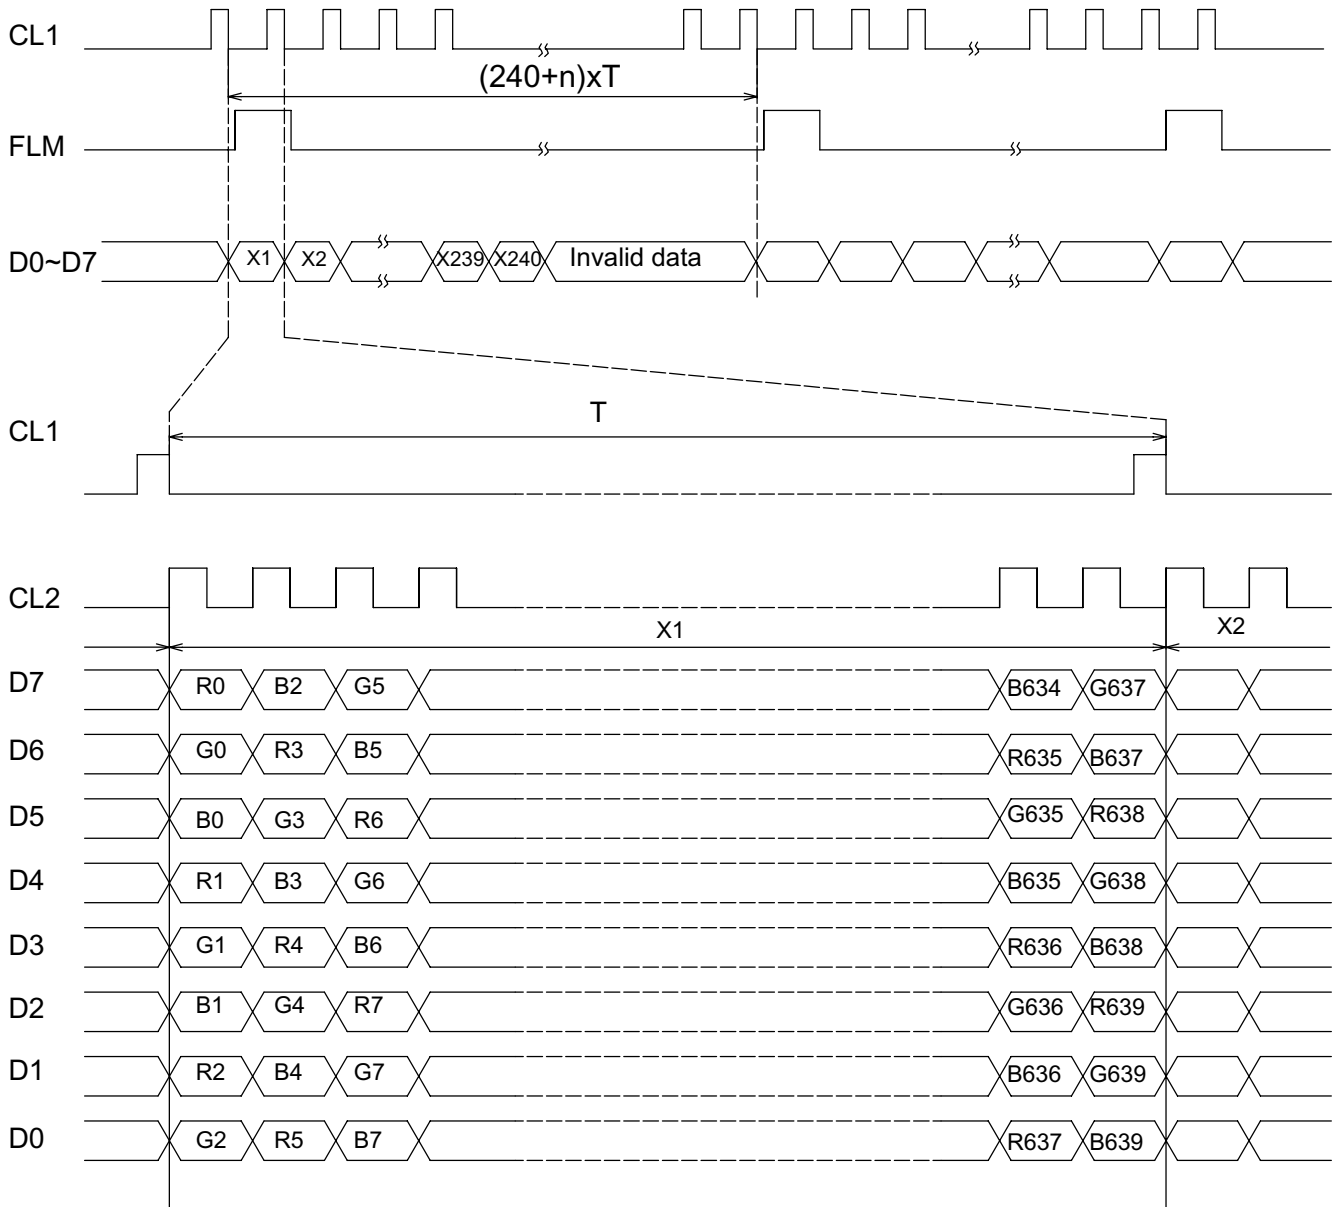 CL1
(240+n)xT
FLM
D0~D7 X1 X2 X239 X240 Invalid data
T
CL1
CL2
X1 X2
D7 R0 B2 G5 B634 G637
D6 G0 R3 B5 R635 B637
D5 B0 G3 R6 G635 R638
D4 R1 B3 G6 B635 G638
D3 G1 R4 B6 R636 B638
D2 B1 G4 R7 G636 R639
D1 R2 B4 G7 B636 G639
D0 G2 R5 B7 R637 B639